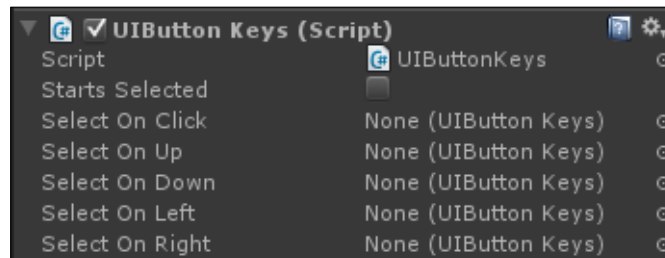 UIButton Keys (Script)
Script UIButtonKeys
Starts Selected
Select On Click None (UIButton Keys)
Select On Up None (UIButton Keys)
Select On Down None (UIButton Keys)
Select On Left None (UIButton Keys)
Select On Right None (UIButton Keys)